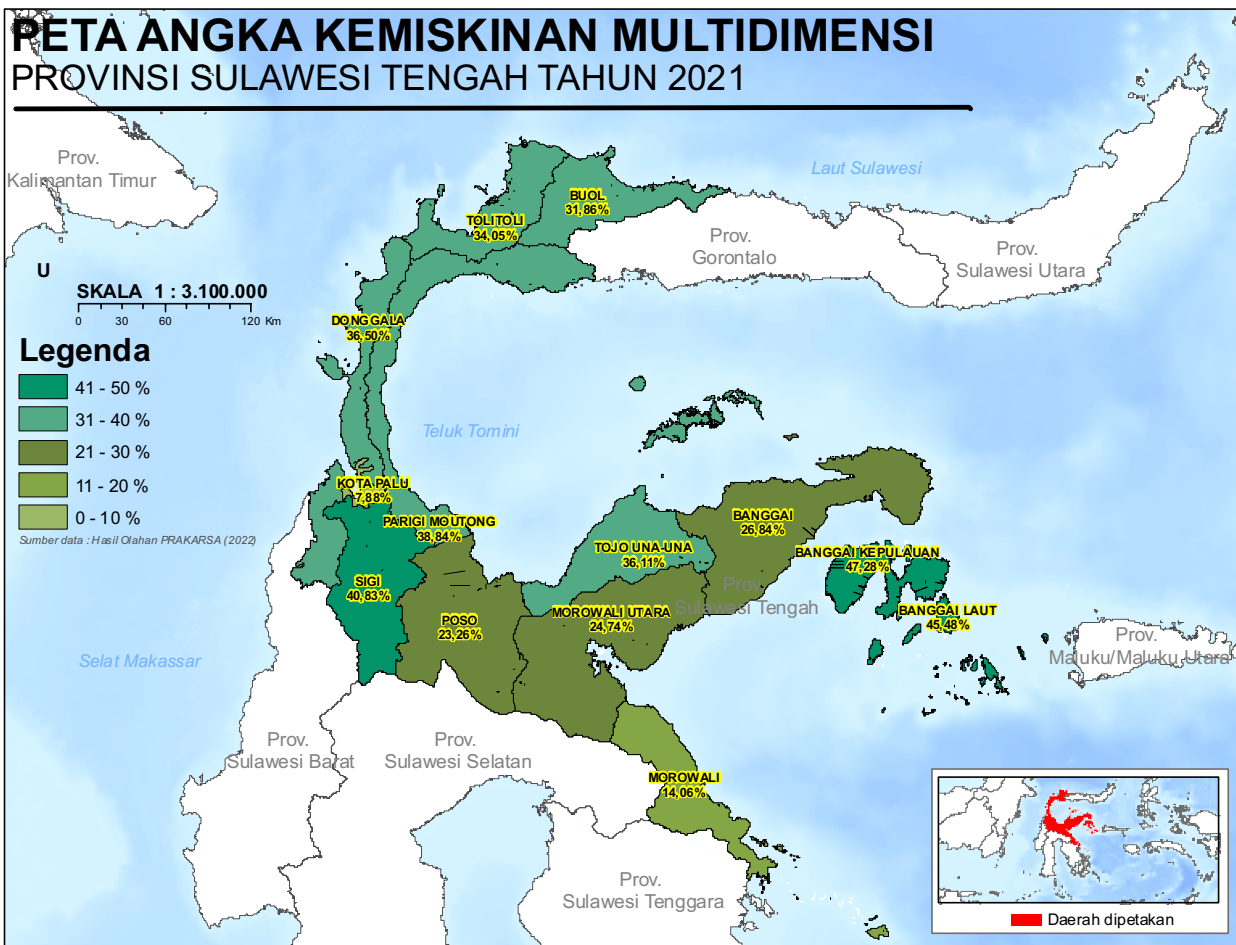 PETA ANGKA KEMISKINAN MULTIDIMENSI
PROVINSI SULAWESI TENGAH TAHUN 2021
Prov.
Kalimantan Timur
Laut Sulawesi
BUOL
31,86%
TOLITOLI
34,05%
Prov.
Gorontalo
Prov.
Sulawesi Utara
U
SKALA 1 : 3.100.000
0 30 60 120 Km
DONGGALA
36,50%
Legenda
41 - 50 %
31 - 40 %
21 - 30 %
11 - 20 %
0 - 10 %
Sumber data : Hasil Olahan PRAKARSA (2022)
Teluk Tomini
KOTA PALU
7,88%
PARIGI MOUTONG
38,84%
BANGGAI
26,84%
TOJO UNA-UNA
36,11%
BANGGAI KEPULAUAN
47,28%
SIGI
40,83%
Prov.
Sulawesi Tengah
MOROWALI UTARA
24,74%
BANGGAI LAUT
45,48%
POSO
23,26%
Prov.
Maluku/Maluku Utara
Selat Makassar
Prov.
Sulawesi Barat
Prov.
Sulawesi Selatan
MOROWALI
14,06%
Prov.
Sulawesi Tenggara
Daerah dipetakan